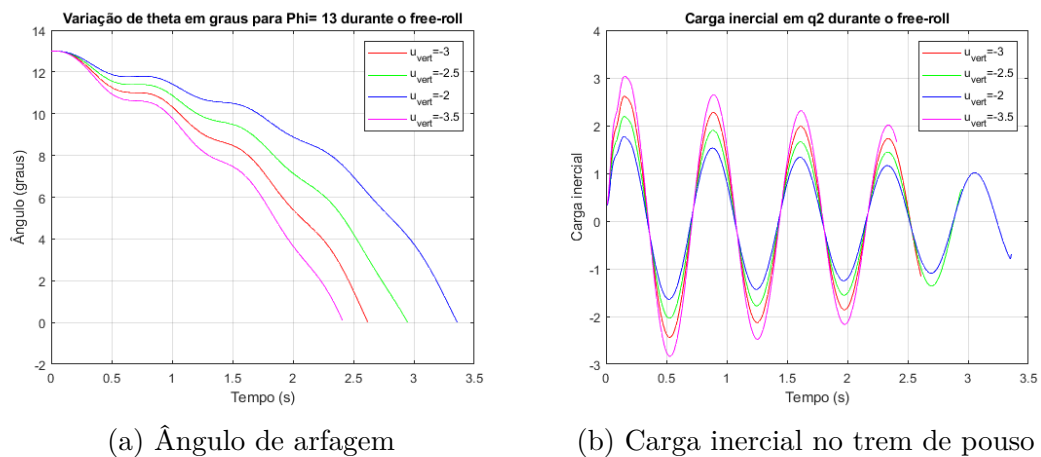 Variação de theta em graus para Phi= 13 durante o free-roll
14
12
10
8
6
4
2
0
-2
Ângulo (graus)
0
0.5
1
1.5
2
2.5
3
3.5
Tempo (s)
u_vert=-3
u_vert=-2.5
u_vert=-2
u_vert=-3.5
(a) Ângulo de arfagem
Carga inercial em q2 durante o free-roll
4
3
2
1
0
-1
-2
-3
Carga inercial
0
0.5
1
1.5
2
2.5
3
3.5
Tempo (s)
u_vert=-3
u_vert=-2.5
u_vert=-2
u_vert=-3.5
(b) Carga inercial no trem de pouso